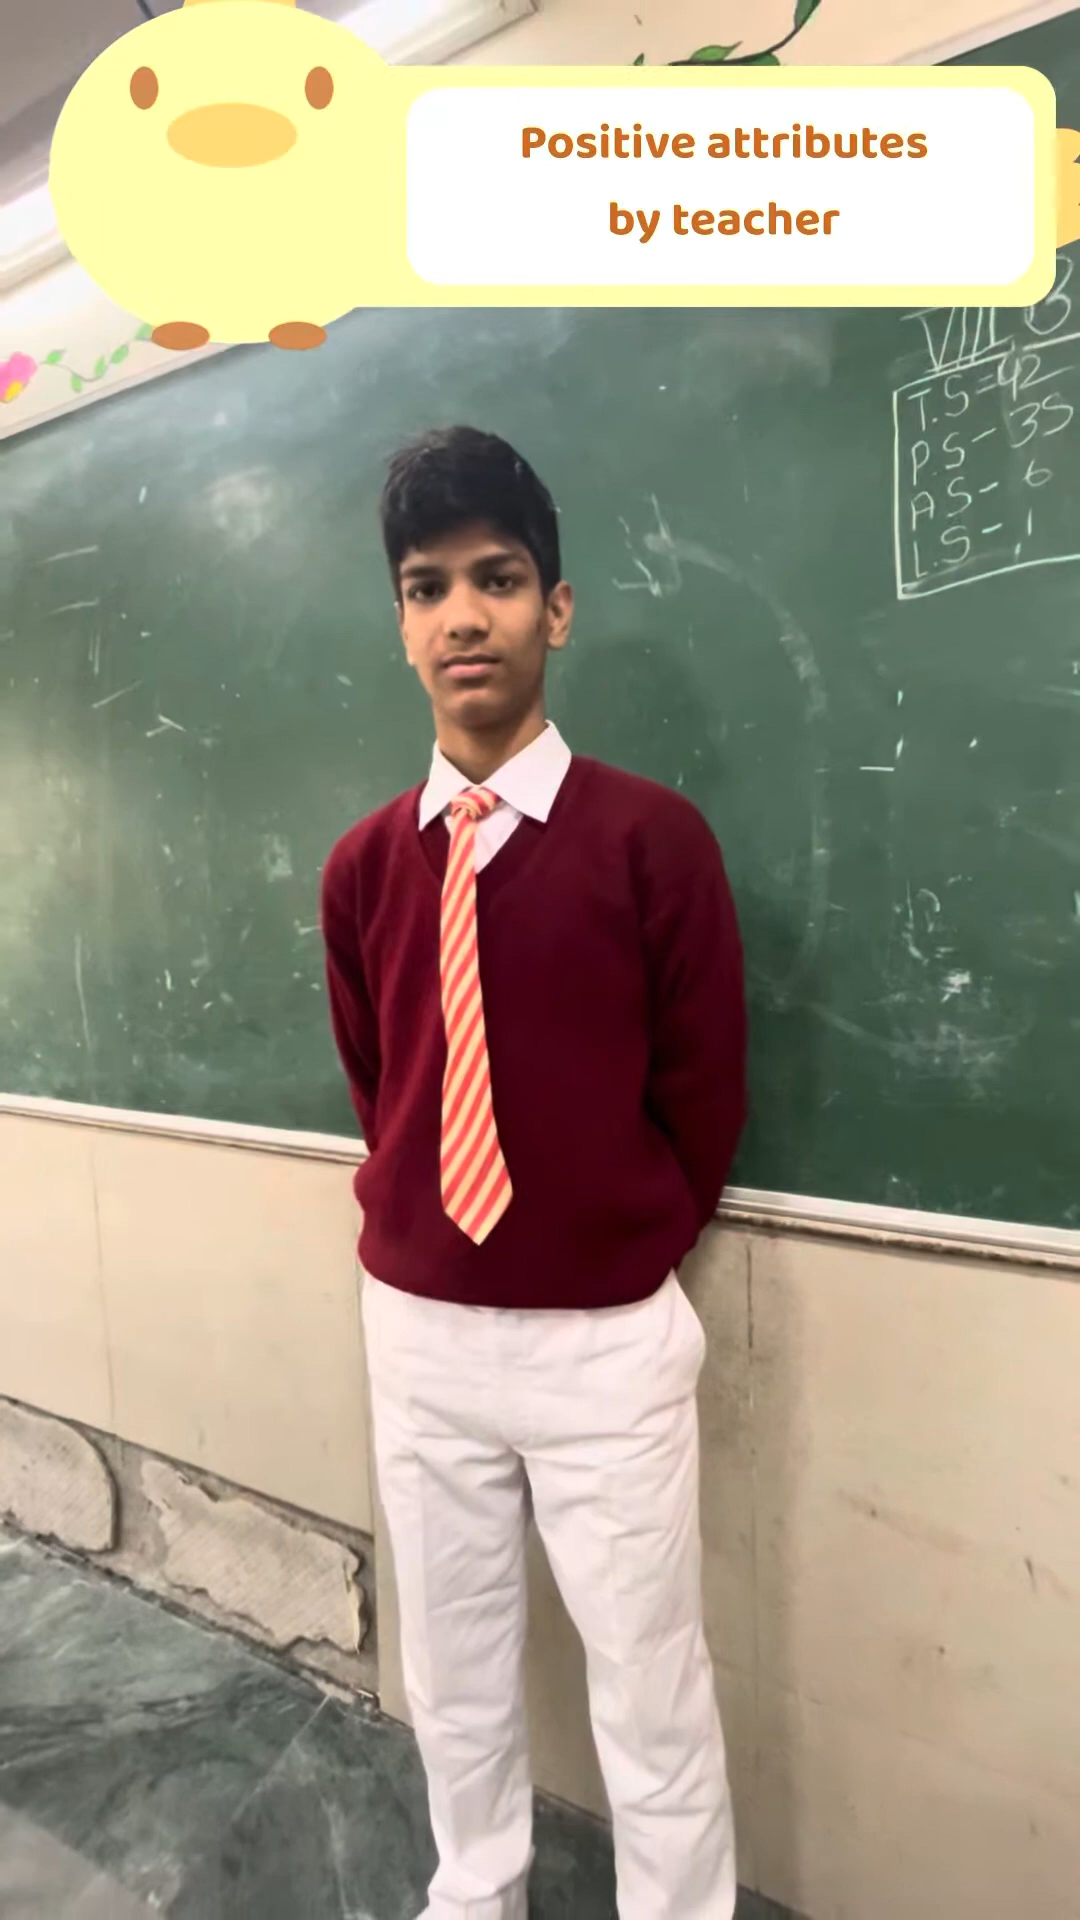 Positive attributes
by teacher
VIII B
T.S=42
P.S- 35
A S- 6
L.S- 1